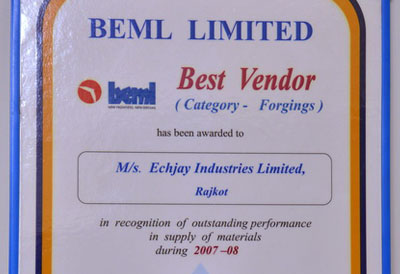 BEML LIMITED
beml
Best Vendor
( Category - Forgings )
has been awarded to
M/s. Echjay Industries Limited,
Rajkot
in recognition of outstanding performance
in supply of materials
during 2007-08